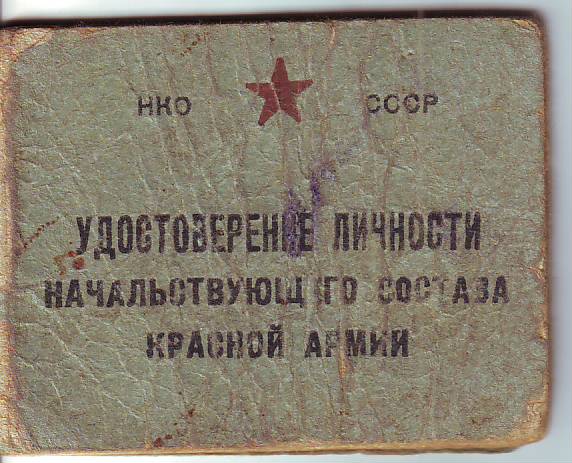 НКО СССР
УДОСТОВЕРЕНИЕ ЛИЧНОСТИ
НАЧАЛЬСТВУЮЩЕГО СОСТАВА
КРАСНОЙ АРМИИ